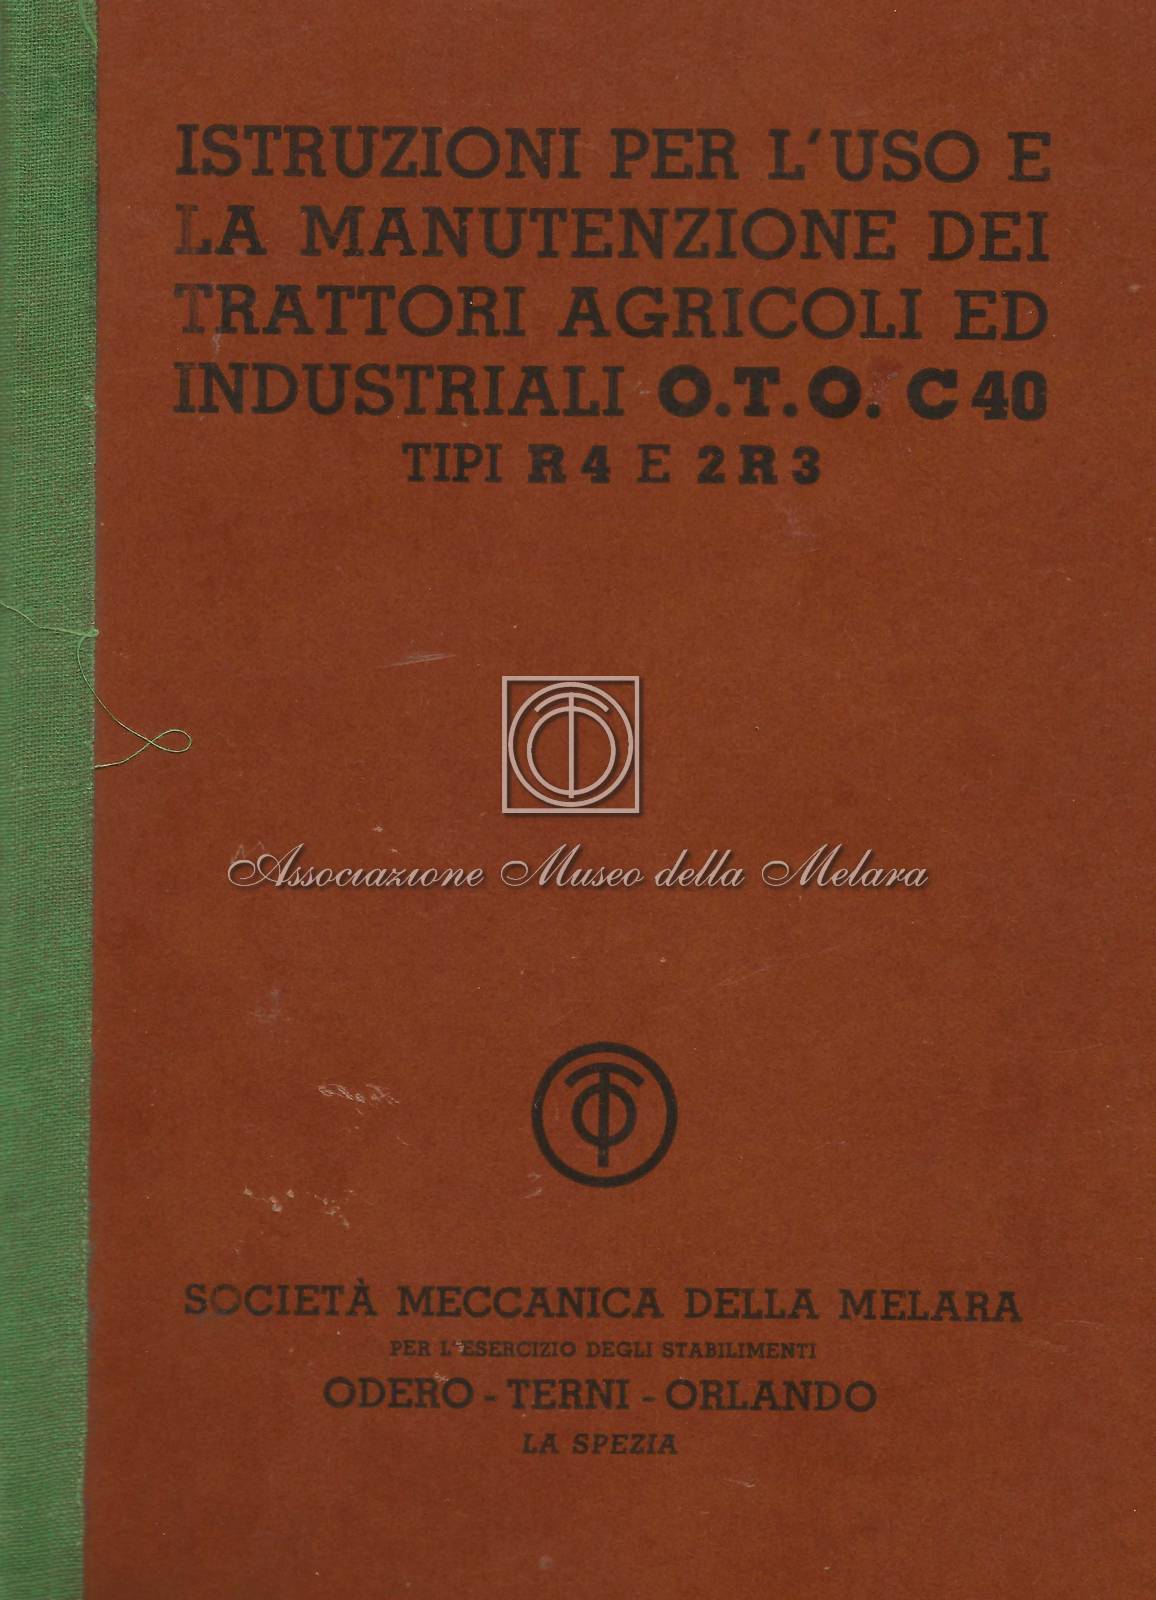 ISTRUZIONI PER L'USO E
LA MANUTENZIONE DEI
TRATTORI AGRICOLI ED
INDUSTRIALI O.T.O. C 40
TIPI R 4 E 2 R 3
Associazione Museo della Melara
SOCIETÀ MECCANICA DELLA MELARA
PER L'ESERCIZIO DEGLI STABILIMENTI
ODERO - TERNI - ORLANDO
LA SPEZIA